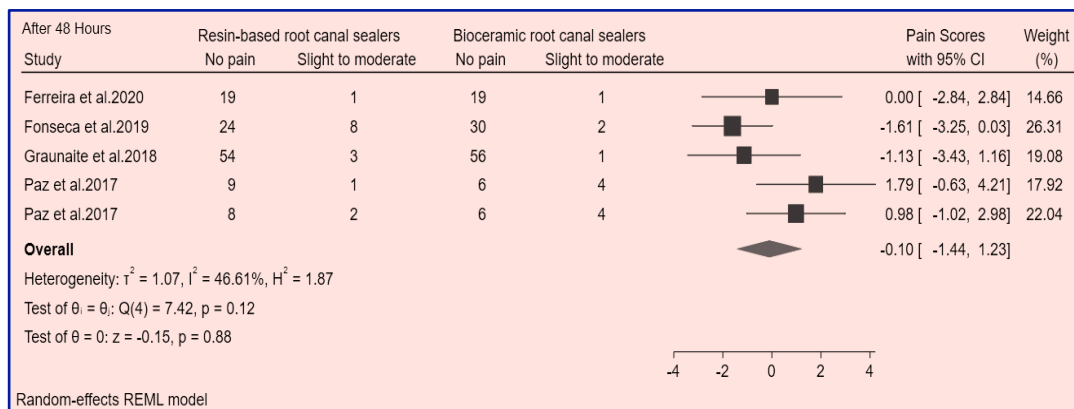 After 48 Hours
Resin-based root canal sealers Bioceramic root canal sealers Pain Scores Weight
Study No pain Slight to moderate No pain Slight to moderate with 95% CI (%)
Ferreira et al.2020 19 1 19 1 0.00 [ -2.84, 2.84] 14.66
Fonseca et al.2019 24 8 30 2 -1.61 [ -3.25, 0.03] 26.31
Graunaite et al.2018 54 3 56 1 -1.13 [ -3.43, 1.16] 19.08
Paz et al.2017 9 1 6 4 1.79 [ -0.63, 4.21] 17.92
Paz et al.2017 8 2 6 4 0.98 [ -1.02, 2.98] 22.04
Overall -0.10 [ -1.44, 1.23]
Heterogeneity: τ² = 1.07, I² = 46.61%, H² = 1.87
Test of θᵢ = θⱼ: Q(4) = 7.42, p = 0.12
Test of θ = 0: z = -0.15, p = 0.88
-4 -2 0 2 4
Random-effects REML model